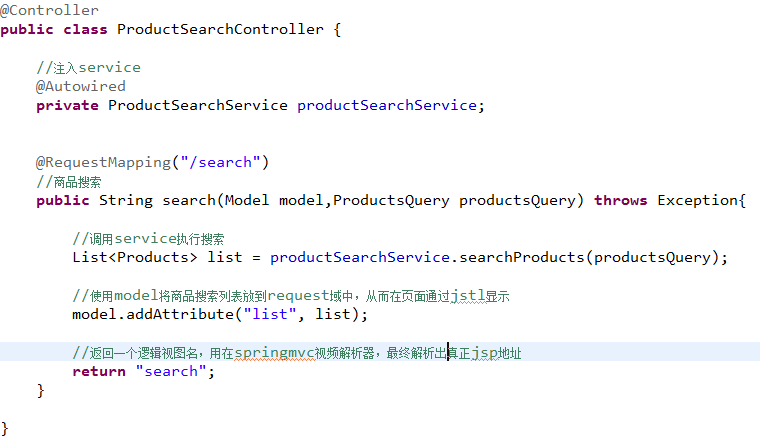 @Controller
public class ProductSearchController {
//注入service
@Autowired
private ProductSearchService productSearchService;
@RequestMapping("/search")
//商品搜索
public String search(Model model,ProductsQuery productsQuery) throws Exception{
//调用service执行搜索
List<Products> list = productSearchService.searchProducts(productsQuery);
//使用model将商品搜索列表放到request域中，从而在页面通过jstl显示
model.addAttribute("list", list);
//返回一个逻辑视图名，用在springmvc视频解析器，最终解析出真正jsp地址
return "search";
}
}